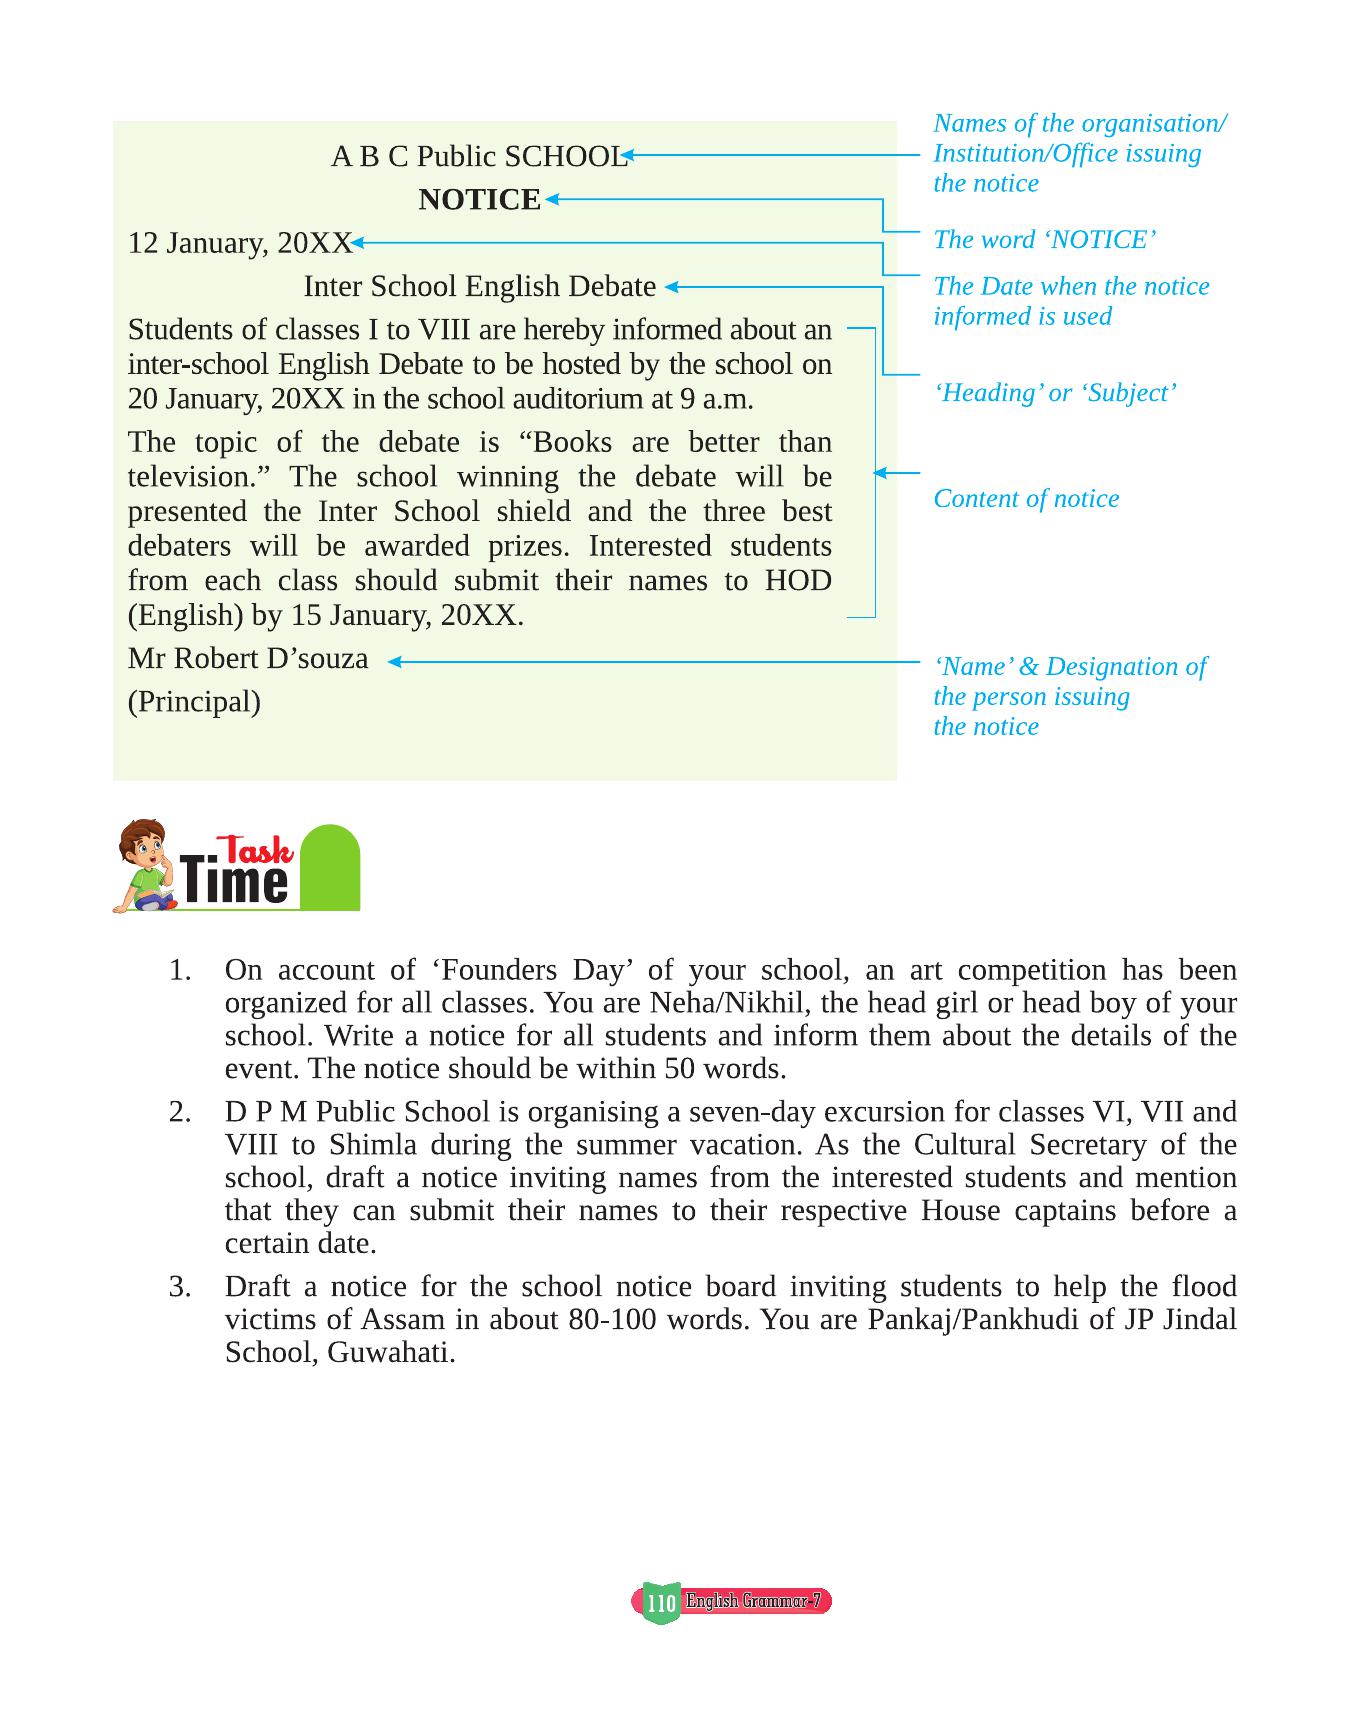 A B C Public SCHOOL
NOTICE
12 January, 20XX
Inter School English Debate
Students of classes I to VIII are hereby informed about an
inter-school English Debate to be hosted by the school on
20 January, 20XX in the school auditorium at 9 a.m.
The topic of the debate is “Books are better than
television.” The school winning the debate will be
presented the Inter School shield and the three best
debaters will be awarded prizes. Interested students
from each class should submit their names to HOD
(English) by 15 January, 20XX.
Mr Robert D’souza
(Principal)
Names of the organisation/
Institution/Office issuing
the notice
The word ‘NOTICE’
The Date when the notice
informed is used
‘Heading’ or ‘Subject’
Content of notice
‘Name’ & Designation of
the person issuing
the notice
Task
Time
1. On account of ‘Founders Day’ of your school, an art competition has been
organized for all classes. You are Neha/Nikhil, the head girl or head boy of your
school. Write a notice for all students and inform them about the details of the
event. The notice should be within 50 words.
2. D P M Public School is organising a seven-day excursion for classes VI, VII and
VIII to Shimla during the summer vacation. As the Cultural Secretary of the
school, draft a notice inviting names from the interested students and mention
that they can submit their names to their respective House captains before a
certain date.
3. Draft a notice for the school notice board inviting students to help the flood
victims of Assam in about 80-100 words. You are Pankaj/Pankhudi of JP Jindal
School, Guwahati.
110 English Grammar-7